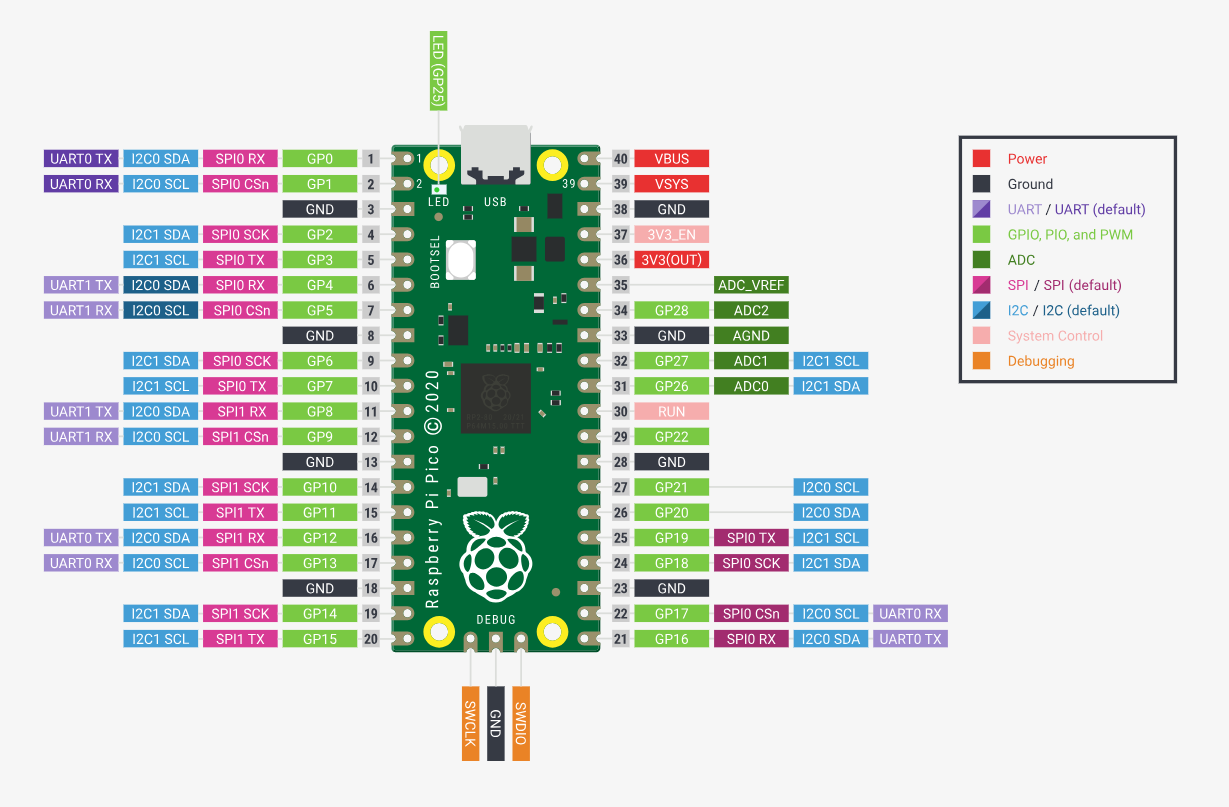 LED (GP25)
UART0 TX I2C0 SDA SPI0 RX GP0 1 1 40 VBUS
UART0 RX I2C0 SCL SPI0 CSn GP1 2 2 39 39 VSYS
LED USB
GND 3 38 GND
I2C1 SDA SPI0 SCK GP2 4 37 3V3_EN
BOOTSEL
I2C1 SCL SPI0 TX GP3 5 36 3V3(OUT)
UART1 TX I2C0 SDA SPI0 RX GP4 6 35 ADC_VREF
UART1 RX I2C0 SCL SPI0 CSn GP5 7 34 GP28 ADC2
GND 8 33 GND AGND
I2C1 SDA SPI0 SCK GP6 9 32 GP27 ADC1 I2C1 SCL
I2C1 SCL SPI0 TX GP7 10 31 GP26 ADC0 I2C1 SDA
UART1 TX I2C0 SDA SPI1 RX GP8 11 30 RUN
UART1 RX I2C0 SCL SPI1 CSn GP9 12 29 GP22
GND 13 28 GND
Raspberry Pi Pico ©2020
I2C1 SDA SPI1 SCK GP10 14 27 GP21 I2C0 SCL
I2C1 SCL SPI1 TX GP11 15 26 GP20 I2C0 SDA
UART0 TX I2C0 SDA SPI1 RX GP12 16 25 GP19 SPI0 TX I2C1 SCL
UART0 RX I2C0 SCL SPI1 CSn GP13 17 24 GP18 SPI0 SCK I2C1 SDA
GND 18 23 GND
I2C1 SDA SPI1 SCK GP14 19 22 GP17 SPI0 CSn I2C0 SCL UART0 RX
DEBUG
I2C1 SCL SPI1 TX GP15 20 21 GP16 SPI0 RX I2C0 SDA UART0 TX
SWCLK
GND
SWDIO
Power
Ground
UART / UART (default)
GPIO, PIO, and PWM
ADC
SPI / SPI (default)
I2C / I2C (default)
System Control
Debugging